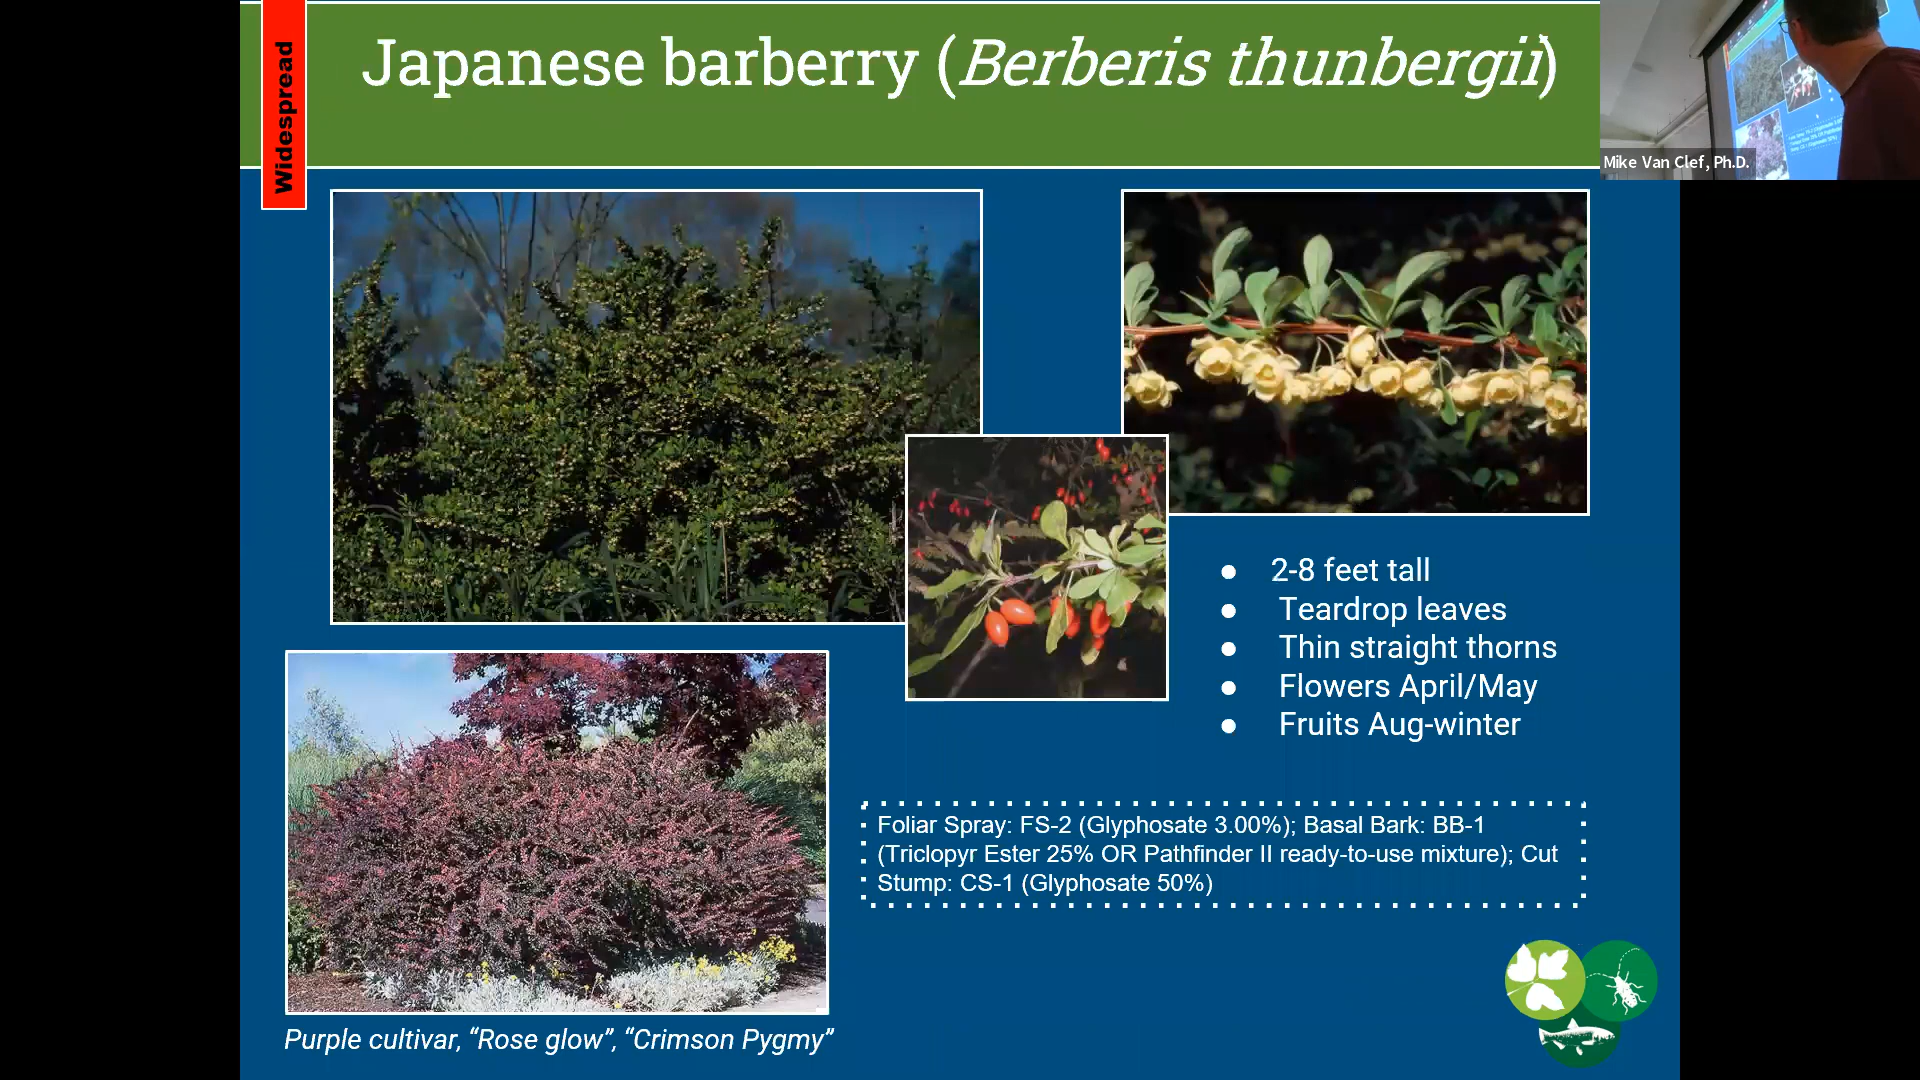 Widespread
Japanese barberry (Berberis thunbergii)
Mike Van Clef, Ph.D.
● 2-8 feet tall
● Teardrop leaves
● Thin straight thorns
● Flowers April/May
● Fruits Aug-winter
Foliar Spray: FS-2 (Glyphosate 3.00%); Basal Bark: BB-1
(Triclopyr Ester 25% OR Pathfinder II ready-to-use mixture); Cut
Stump: CS-1 (Glyphosate 50%)
Purple cultivar, “Rose glow”, “Crimson Pygmy”